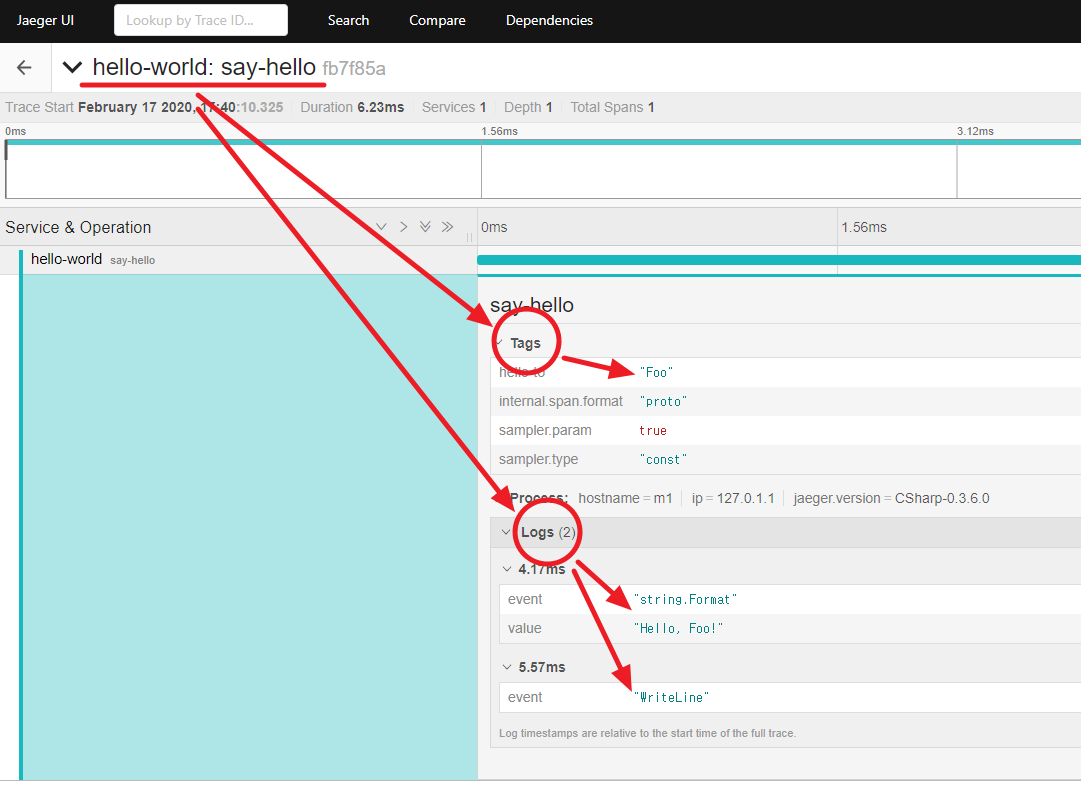 Jaeger UI Lookup by Trace ID... Search Compare Dependencies
hello-world: say-hello fb7f85a
Trace Start February 17 2020, 17:40:10.325 Duration 6.23ms Services 1 Depth 1 Total Spans 1
0ms 1.56ms 3.12ms
Service & Operation 0ms 1.56ms
hello-world say-hello
say-hello
Tags
hello-to "Foo"
internal.span.format "proto"
sampler.param true
sampler.type "const"
Process: hostname = m1 ip = 127.0.1.1 jaeger.version = CSharp-0.3.6.0
Logs (2)
4.17ms
event "string.Format"
value "Hello, Foo!"
5.57ms
event "WriteLine"
Log timestamps are relative to the start time of the full trace.